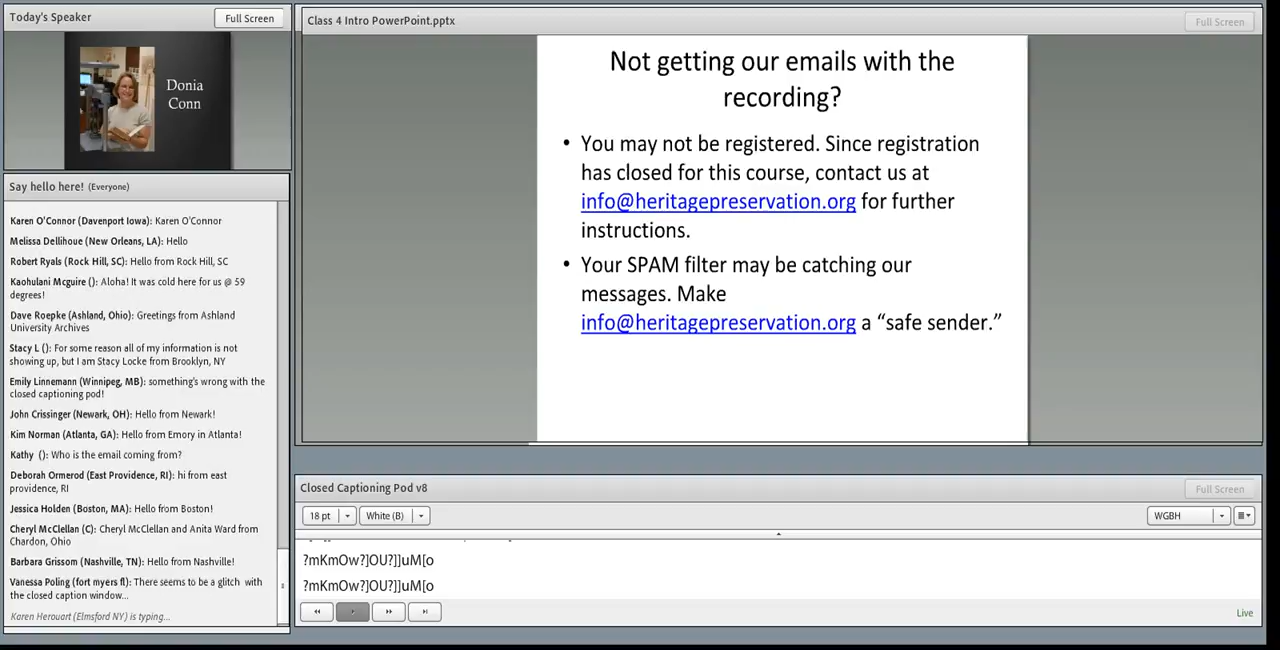 Today's Speaker
Full Screen
Donia
Conn
Say hello here! (Everyone)
Karen O'Connor (Davenport Iowa): Karen O'Connor
Melissa Dellihoue (New Orleans, LA): Hello
Robert Ryals (Rock Hill, SC): Hello from Rock Hill, SC
Kaohulani Mcguire (): Aloha! It was cold here for us @ 59
degrees!
Dave Roepke (Ashland, Ohio): Greetings from Ashland
University Archives
Stacy L (): For some reason all of my information is not
showing up, but I am Stacy Locke from Brooklyn, NY
Emily Linnemann (Winnipeg, MB): something's wrong with the
closed captioning pod!
John Crissinger (Newark, OH): Hello from Newark!
Kim Norman (Atlanta, GA): Hello from Emory in Atlanta!
Kathy (): Who is the email coming from?
Deborah Ormerod (East Providence, RI): hi from east
providence, RI
Jessica Holden (Boston, MA): Hello from Boston!
Cheryl McClellan (C): Cheryl McClellan and Anita Ward from
Chardon, Ohio
Barbara Grissom (Nashville, TN): Hello from Nashville!
Vanessa Poling (fort myers fl): There seems to be a glitch with
the closed caption window...
Karen Herouart (Elmsford NY) is typing...
Class 4 Intro PowerPoint.pptx
Full Screen
Not getting our emails with the
recording?
• You may not be registered. Since registration
has closed for this course, contact us at
info@heritagepreservation.org for further
instructions.
• Your SPAM filter may be catching our
messages. Make
info@heritagepreservation.org a “safe sender.”
Closed Captioning Pod v8
Full Screen
18 pt
White (B)
WGBH
?mKmOw?]OU?]]uM[o
?mKmOw?]OU?]]uM[o
Live